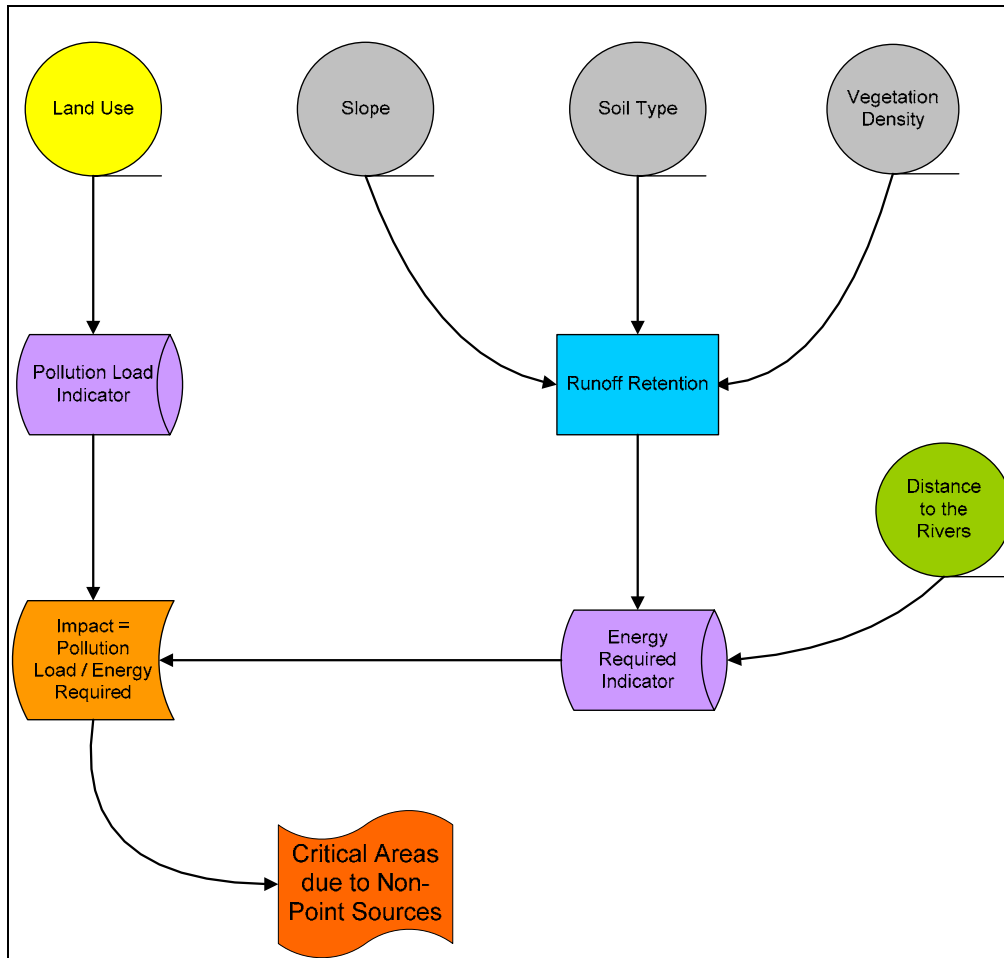 Land Use
Slope
Soil Type
Vegetation
Density
Pollution Load
Indicator
Runoff Retention
Distance
to the
Rivers
Impact =
Pollution
Load / Energy
Required
Energy
Required
Indicator
Critical Areas
due to Non-
Point Sources